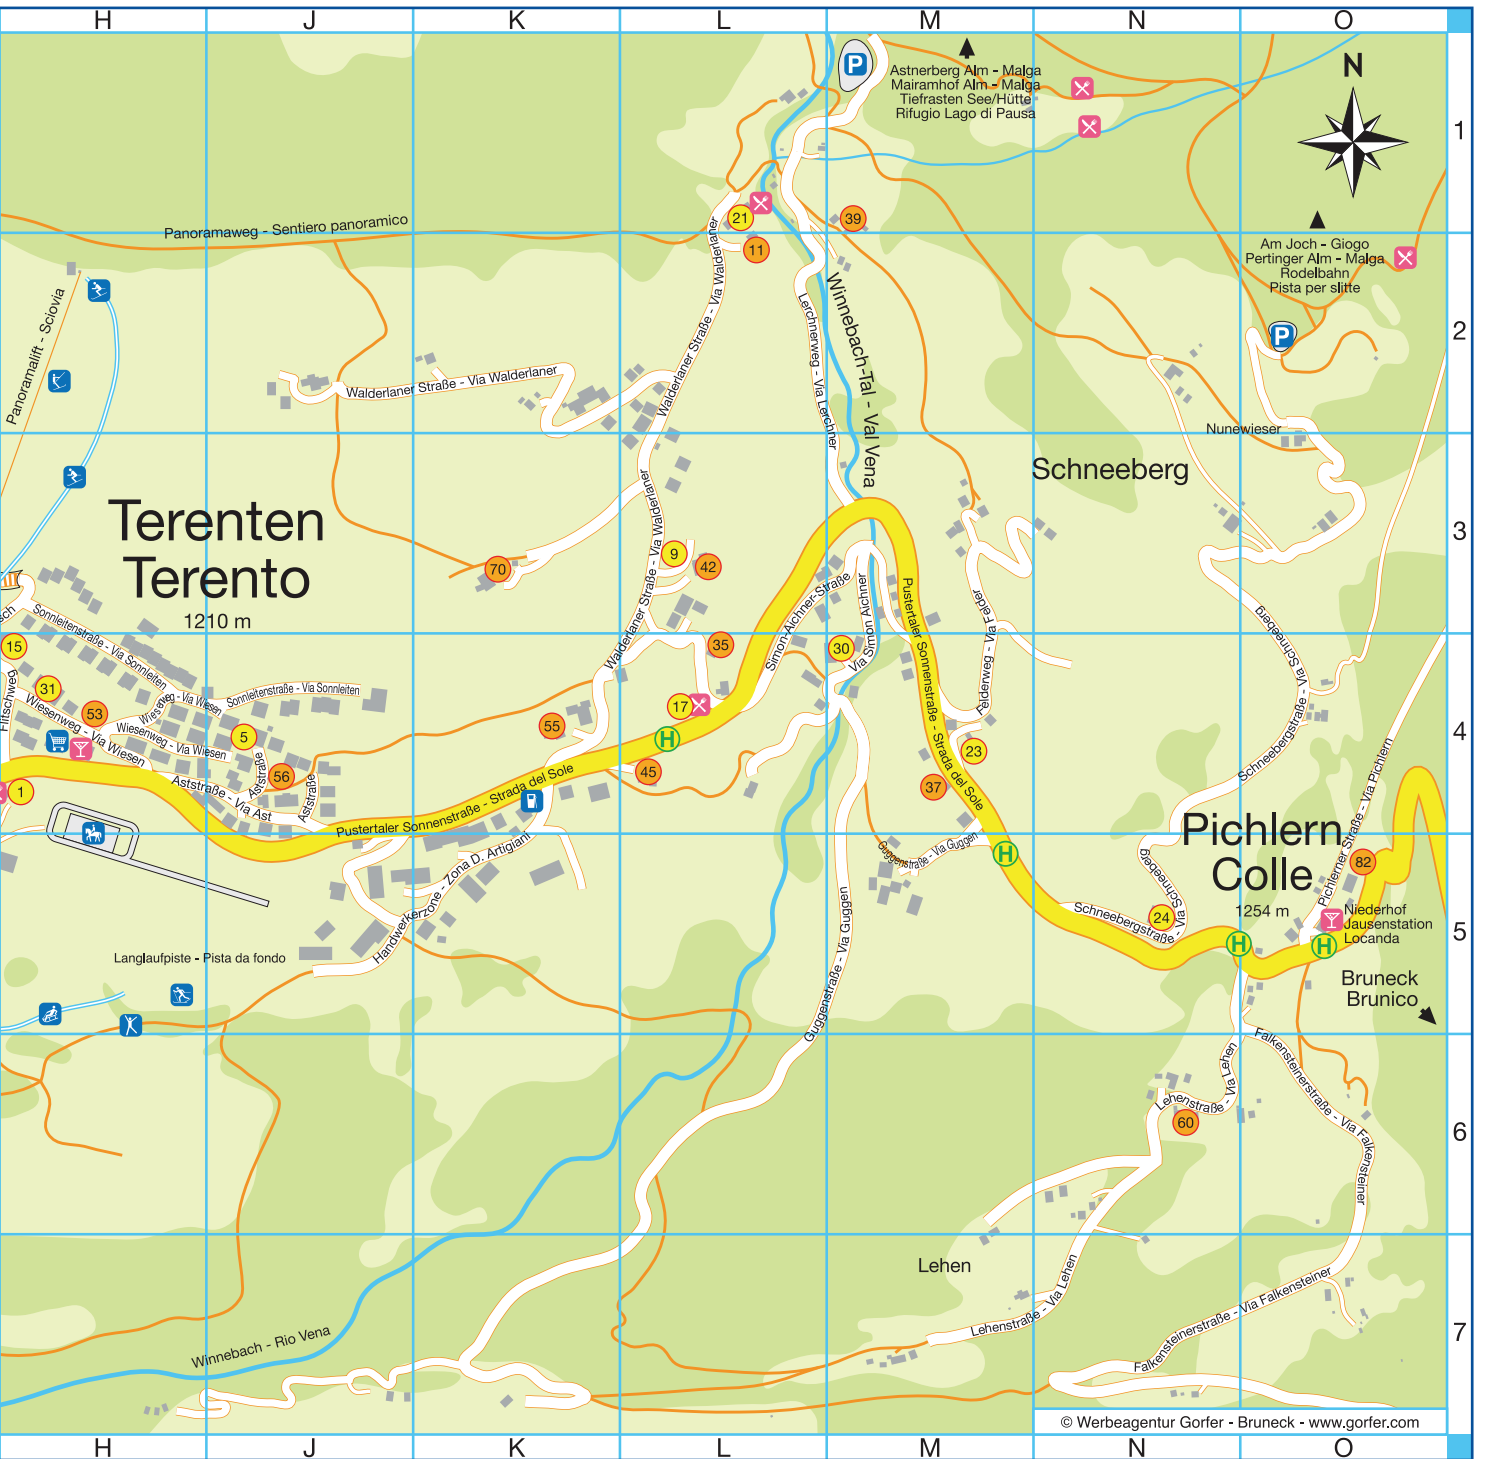 H J K L M N O
P
Astnerberg Alm - Malga
Mairamhof Alm - Malga
Tiefrasten See/Hütte
Rifugio Lago di Pausa
N
1
Panoramaweg - Sentiero panoramico
21
39
11
Am Joch - Giogo
Pertinger Alm - Malga
Rodelbahn
Pista per slitte
P
2
Panoramalift - Sciovia
Walderlaner Straße - Via Walderlaner
Walderlaner Straße - Via Walderlaner
Lerchnerweg - Via Lerchner
Winnebach-Tal - Val Vena
Nunewieser
Schneeberg
Terenten
Terento
1210 m
3
70
9
42
Walderlaner Straße - Via Walderlaner
Simon-Aichner-Straße
Via Simon Aichner
Pustertaler Sonnenstraße - Strada del Sole
Felderweg - Via Felder
Schneebergstraße - Via Schneeberg
Sonnleitenstraße - Via Sonnleiten
Sonnleitenstraße - Via Sonnleiten
15
31
53
5
56
1
Flitschweg
Wiesenweg - Via Wiesen
Wiesenweg - Via Wiesen
Wiesenweg - Via Wiesen
Aststraße - Via Ast
Aststraße
Aststraße
35
30
17
H
55
45
23
37
4
Pustertaler Sonnenstraße - Strada del Sole
Guggenstraße - Via Guggen
H
Pichlern
Colle
1254 m
Pichlerner Straße - Via Pichlern
82
Handwerkerzone - Zona D. Artigiani
Schneebergstraße - Via Schneeberg
24
H
H
Niederhof
Jausenstation
Locanda
5
Langlaufpiste - Pista da fondo
Guggenstraße - Via Guggen
Bruneck
Brunico
Lehenstraße - Via Lehen
60
Falkensteinerstraße - Via Falkensteiner
6
Lehen
Lehenstraße - Via Lehen
Falkensteinerstraße - Via Falkensteiner
Winnebach - Rio Vena
7
© Werbeagentur Gorfer - Bruneck - www.gorfer.com
H J K L M N O